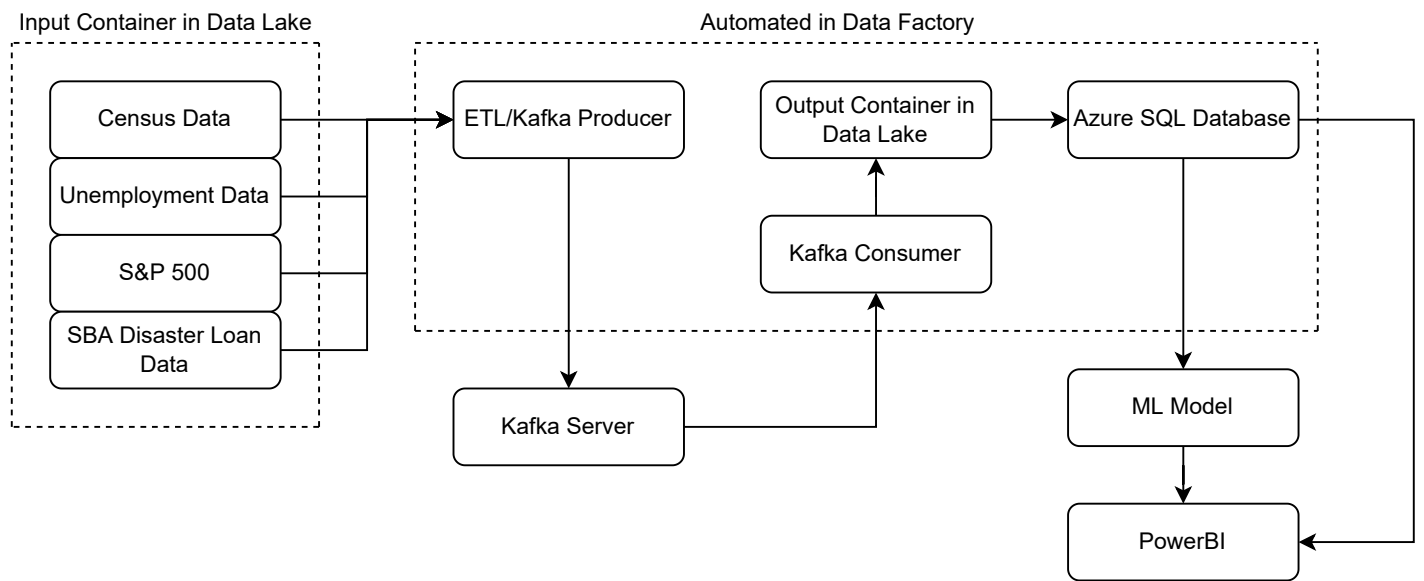 Input Container in Data Lake
Automated in Data Factory
Census Data
Unemployment Data
S&P 500
SBA Disaster Loan
Data
ETL/Kafka Producer
Output Container in
Data Lake
Azure SQL Database
Kafka Consumer
Kafka Server
ML Model
PowerBI